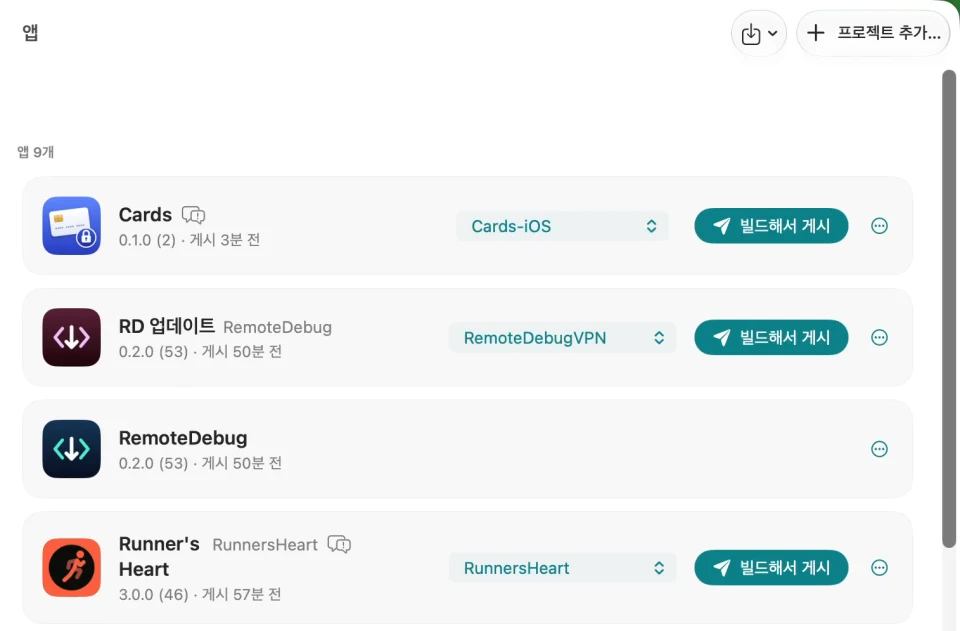 앱
프로젝트 추가...
앱 9개
Cards
0.1.0 (2) · 게시 3분 전
Cards-iOS
빌드해서 게시
RD 업데이트 RemoteDebug
0.2.0 (53) · 게시 50분 전
RemoteDebugVPN
빌드해서 게시
RemoteDebug
0.2.0 (53) · 게시 50분 전
Runner's RunnersHeart
Heart
3.0.0 (46) · 게시 57분 전
RunnersHeart
빌드해서 게시